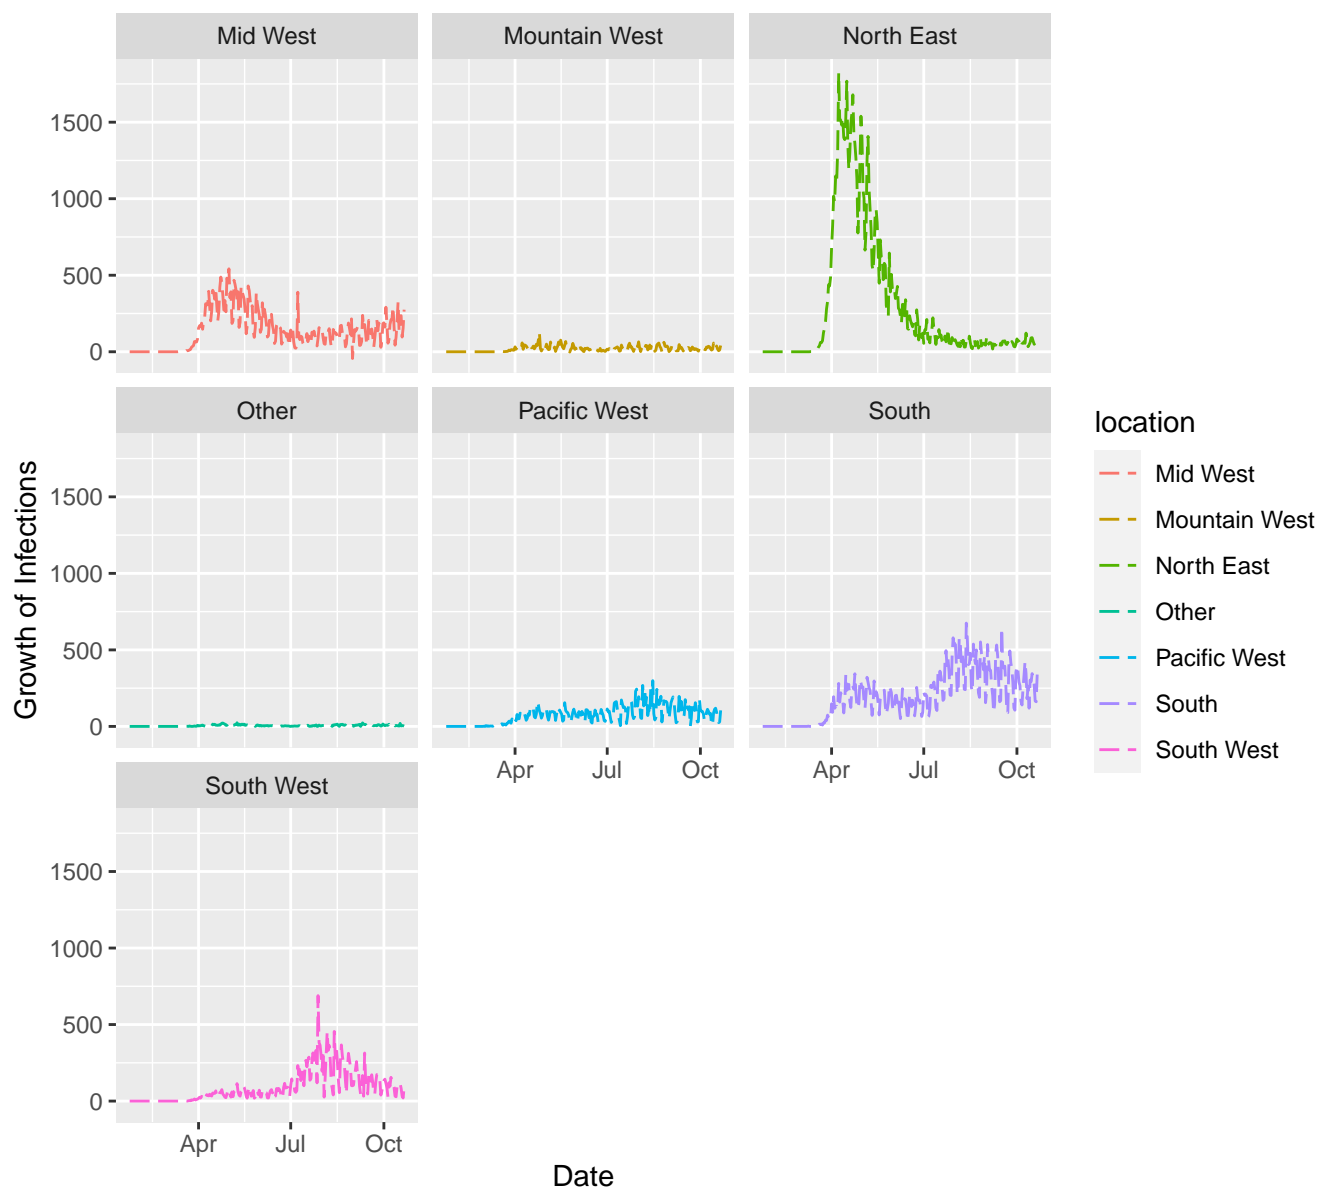 Mid West
Mountain West
North East
1500
1000
500
0
Other
Pacific West
South
1500
1000
500
0
Apr
Jul
Oct
Apr
Jul
Oct
South West
1500
1000
500
0
Apr
Jul
Oct
Date
Growth of Infections
location
Mid West
Mountain West
North East
Other
Pacific West
South
South West